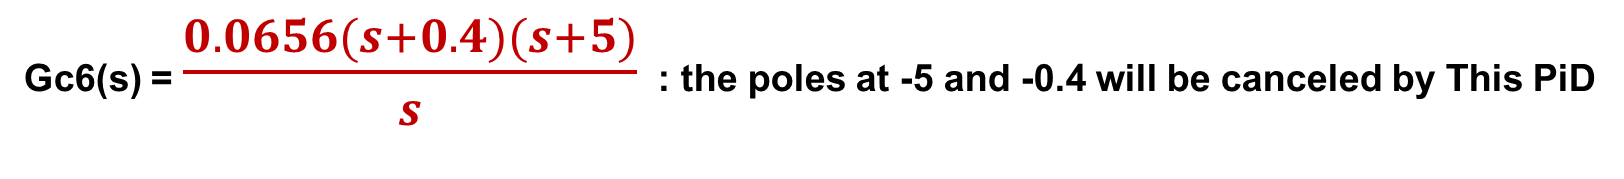 0.0656(s+0.4)(s+5)
Gc6(s) = : the poles at -5 and -0.4 will be canceled by This PiD
s